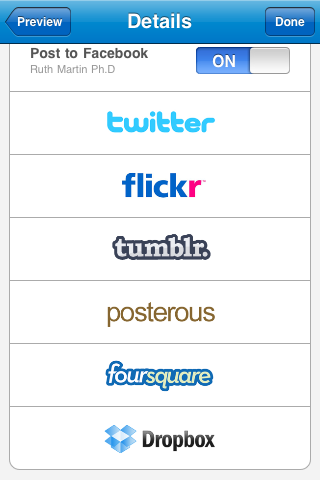 Preview
Details
Done
Post to Facebook
ON
Ruth Martin Ph.D
twitter
flickr
tumblr.
posterous
foursquare
Dropbox